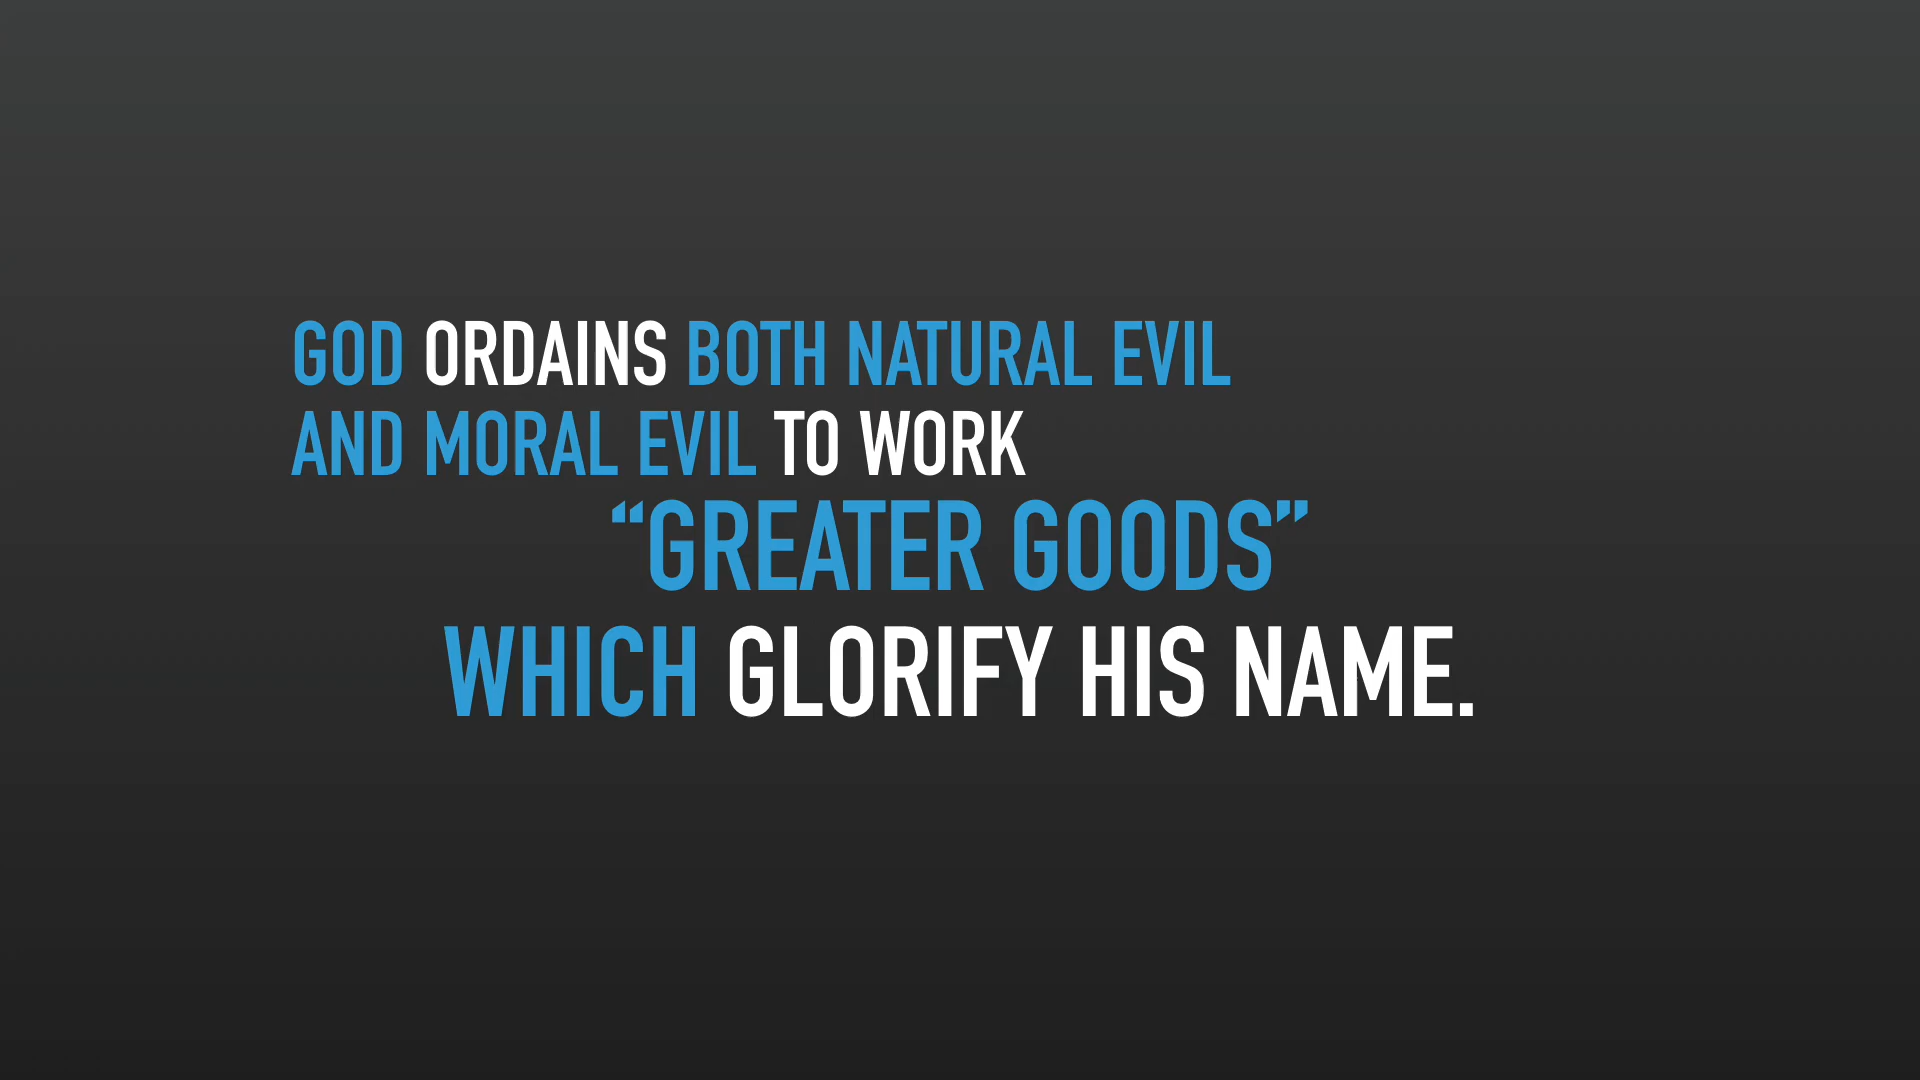 GOD ORDAINS BOTH NATURAL EVIL
AND MORAL EVIL TO WORK
“GREATER GOODS”
WHICH GLORIFY HIS NAME.